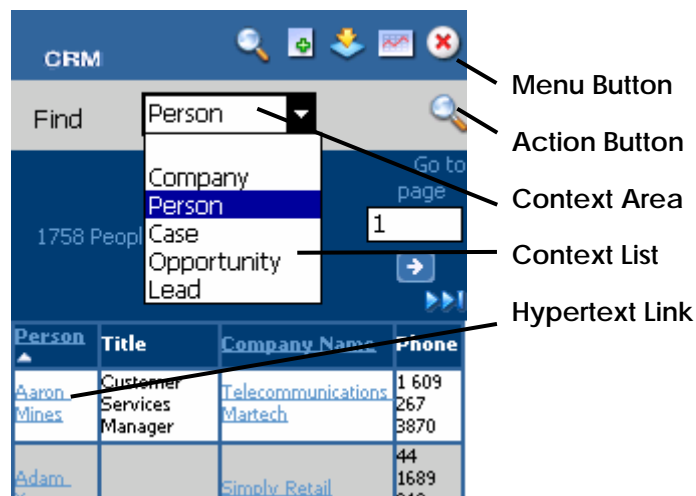 CRM
Menu Button
Find
Person
Action Button
Company
Person
Case
Opportunity
Lead
Go to
page
1
1758 Peopl
Context Area
Context List
Hypertext Link
Person
Title
Company Name
Phone
Aaron
Mines
Customer
Services
Manager
Telecommunications
Martech
1 609
267
3870
Adam
Simply Retail
44
1689